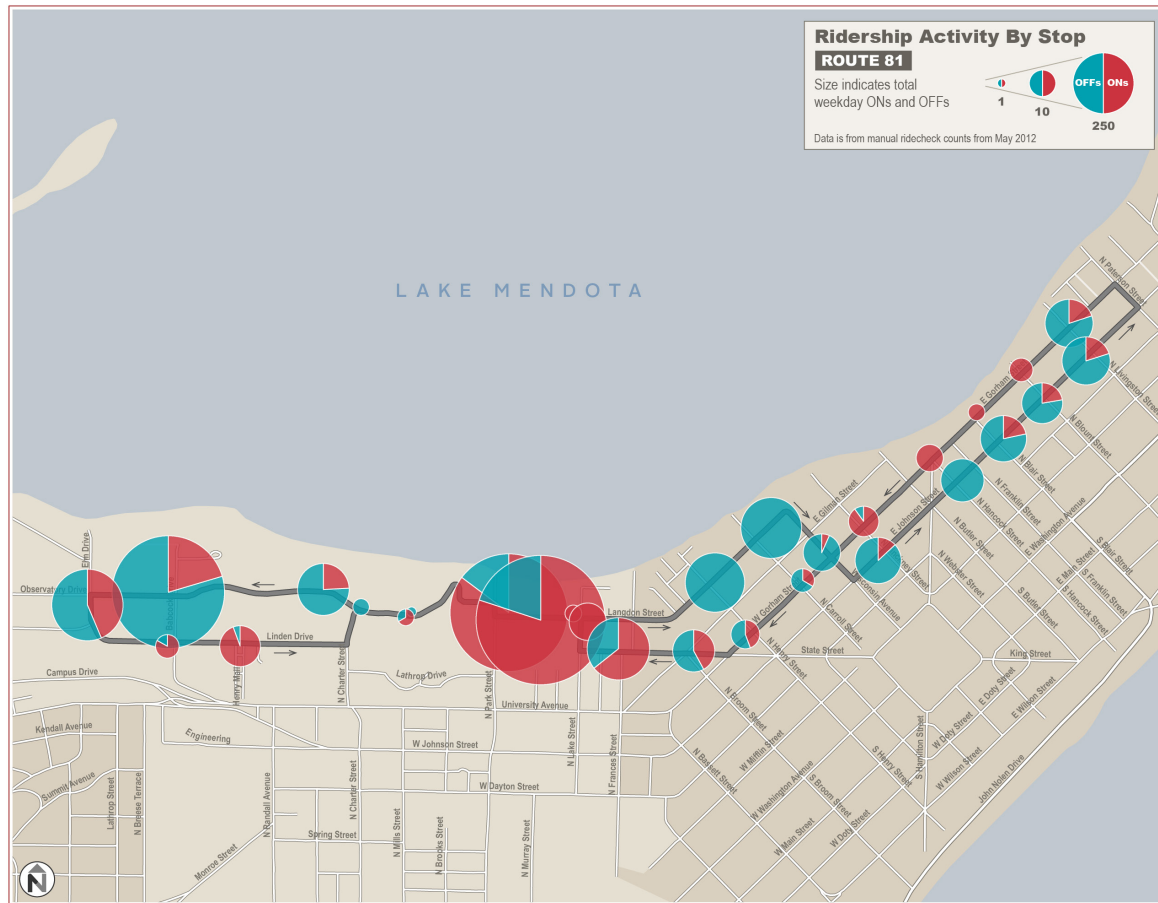 Ridership Activity By Stop
ROUTE 81
Size indicates total
weekday ONs and OFFs
OFFs
ONs
1
10
250
Data is from manual ridecheck counts from May 2012
LAKE MENDOTA
N Paterson Street
N Livingston Street
N Blount Street
N Blair Street
N Franklin Street
N Hancock Street
E Washington Avenue
N Butler Street
N Webster Street
E Johnson Street
E Gilman Street
Wisconsin Avenue
N Carroll Street
N Henry Street
Langdon Street
State Street
King Street
E Main Street
S Blair Street
S Franklin Street
S Hancock Street
S Butler Street
E Doty Street
E Wilson Street
W Doty Street
W Wilson Street
S Hamilton Street
John Nolen Drive
S Henry Street
N Broom Street
W Mifflin Street
N Bassett Street
W Washington Avenue
S Broom Street
W Doty Street
W Main Street
Elm Drive
Observatory
Linden Drive
Henry Mall
Campus Drive
N Charter Street
Lathrop Drive
N Park Street
University Avenue
Kendall Avenue
Engineering
W Johnson Street
N Lake Street
N Frances Street
Summit Avenue
Lathrop Street
N Breese Terrace
N Randall Avenue
N Charter Street
W Dayton Street
Spring Street
N Mills Street
N Brooks Street
N Murray Street
Monroe Street
N